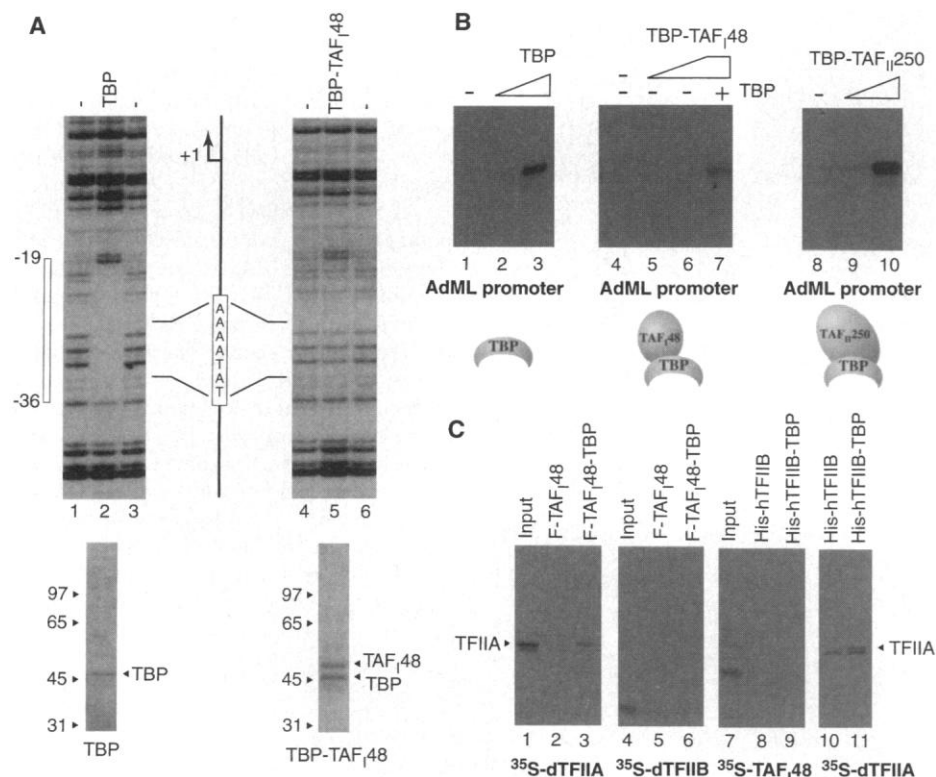 A
- TBP -
- TBP-TAFI48 -
+1
-19
-36
A A A A T A T
1 2 3
4 5 6
97
65
45
31
TBP
TBP
97
65
45
31
TAFI48
TBP
TBP-TAFI48
B
TBP
-
TBP-TAFI48
-
- - - + TBP
TBP-TAFII250
-
1 2 3
4 5 6 7
8 9 10
AdML promoter
AdML promoter
AdML promoter
TBP
TAFI48
TBP
TAFII250
TBP
C
Input
F-TAFI48
F-TAFI48-TBP
Input
F-TAFI48
F-TAFI48-TBP
Input
His-hTFIIB
His-hTFIIB-TBP
His-hTFIIB
His-hTFIIB-TBP
TFIIA
TFIIA
1 2 3
4 5 6
7 8 9
10 11
35S-dTFIIA
35S-dTFIIB
35S-TAFI48
35S-dTFIIA